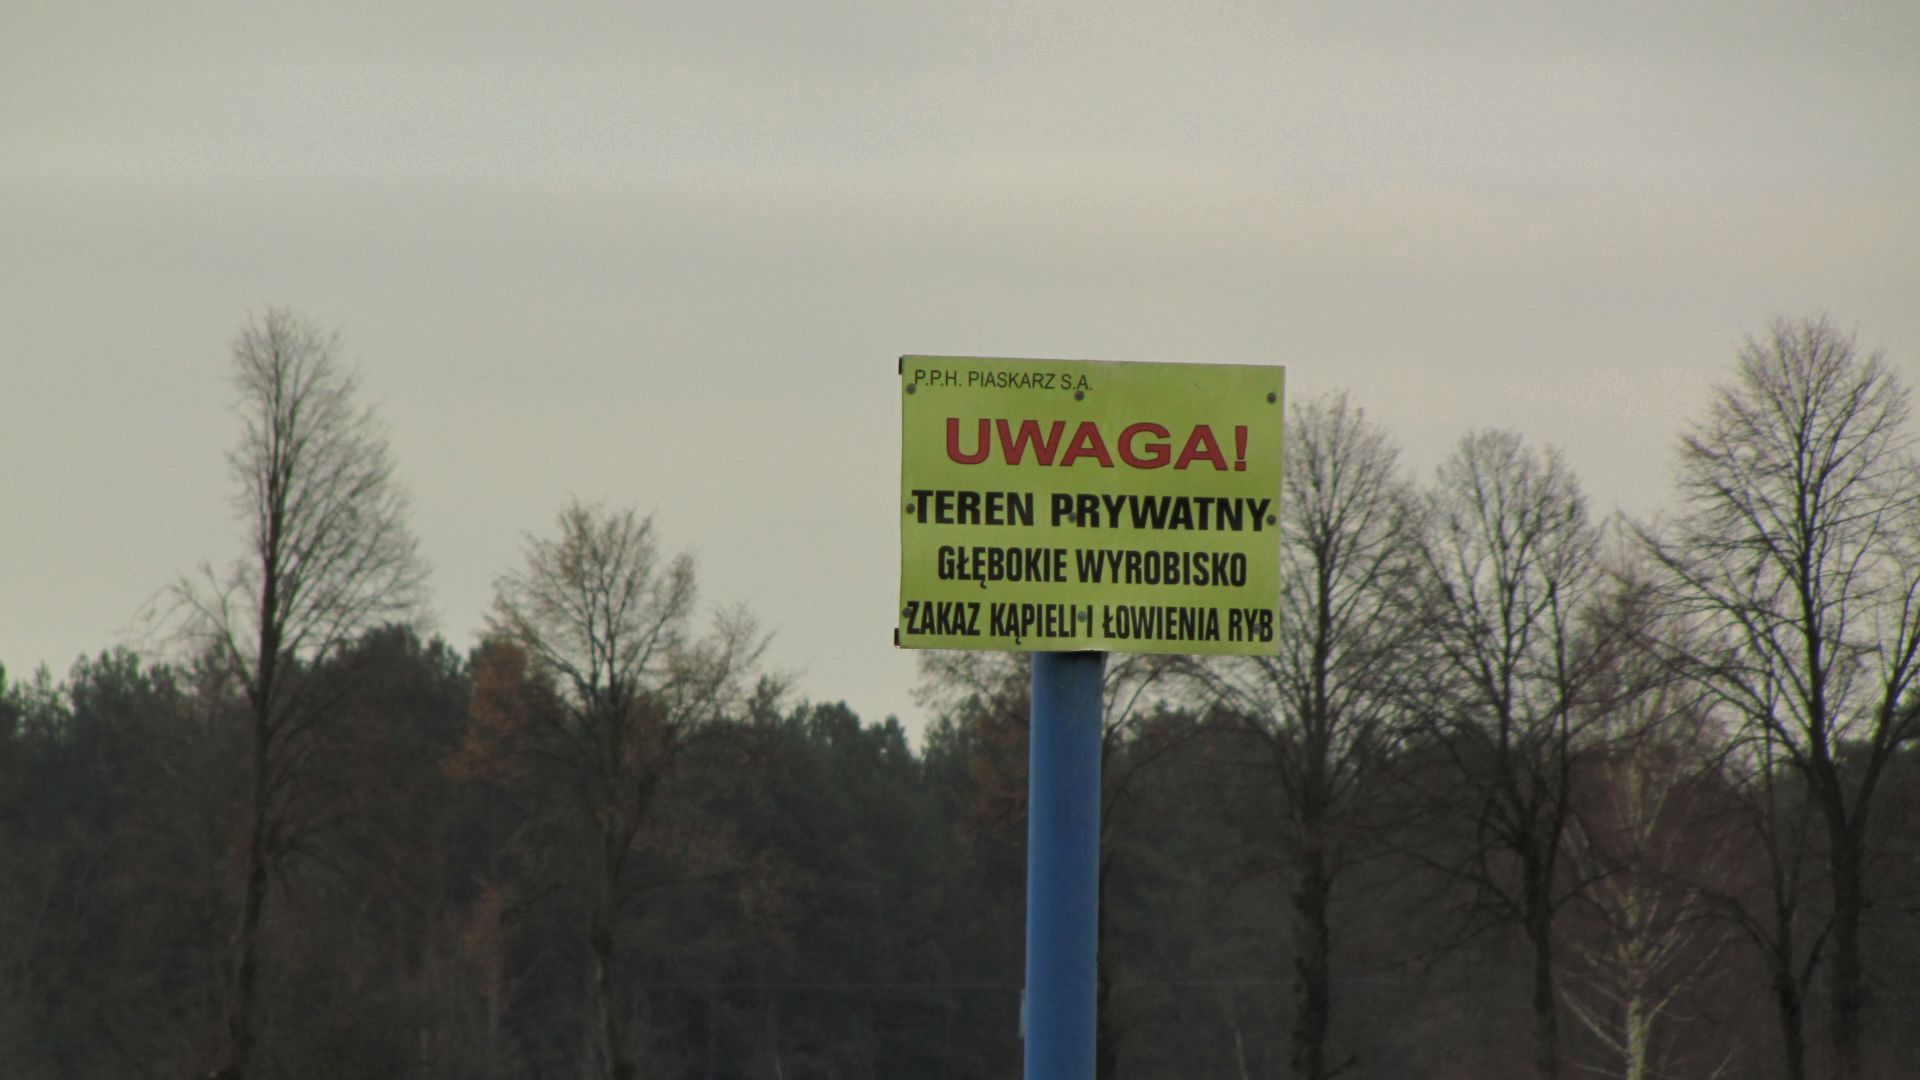 P.P.H. PIASKARZ S.A.
UWAGA!
TEREN PRYWATNY
GŁĘBOKIE WYROBISKO
ZAKAZ KĄPIELI I ŁOWIENIA RYB